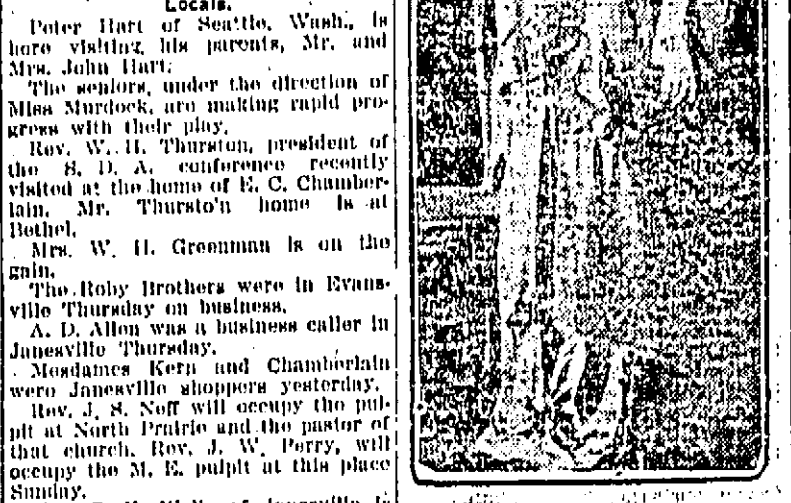 Locals.
Peter Hart of Seattle, Wash., is
here visiting his parents, Mr. and
Mrs. John Hart.
The seniors, under the direction of
Miss Murdock, are making rapid pro-
gress with their play.
Rev. W. H. Thurston, president of
the S. D. A. conference recently
visited at the home of E. C. Chamber-
lain. Mr. Thursto'n home is at
Bethel.
Mrs. W. H. Greenman is on the
gain.
The Roby Brothers were in Evans-
ville Thursday on business.
A. D. Allen was a business caller in
Janesville Thursday.
Mesdames Kern and Chamberlain
were Janesville shoppers yesterday.
Rev. J. S. Neff will occupy the pul-
pit at North Prairie and the pastor of
that church, Rev. J. W. Perry, will
occupy the M. E. pulpit at this place
Sunday.